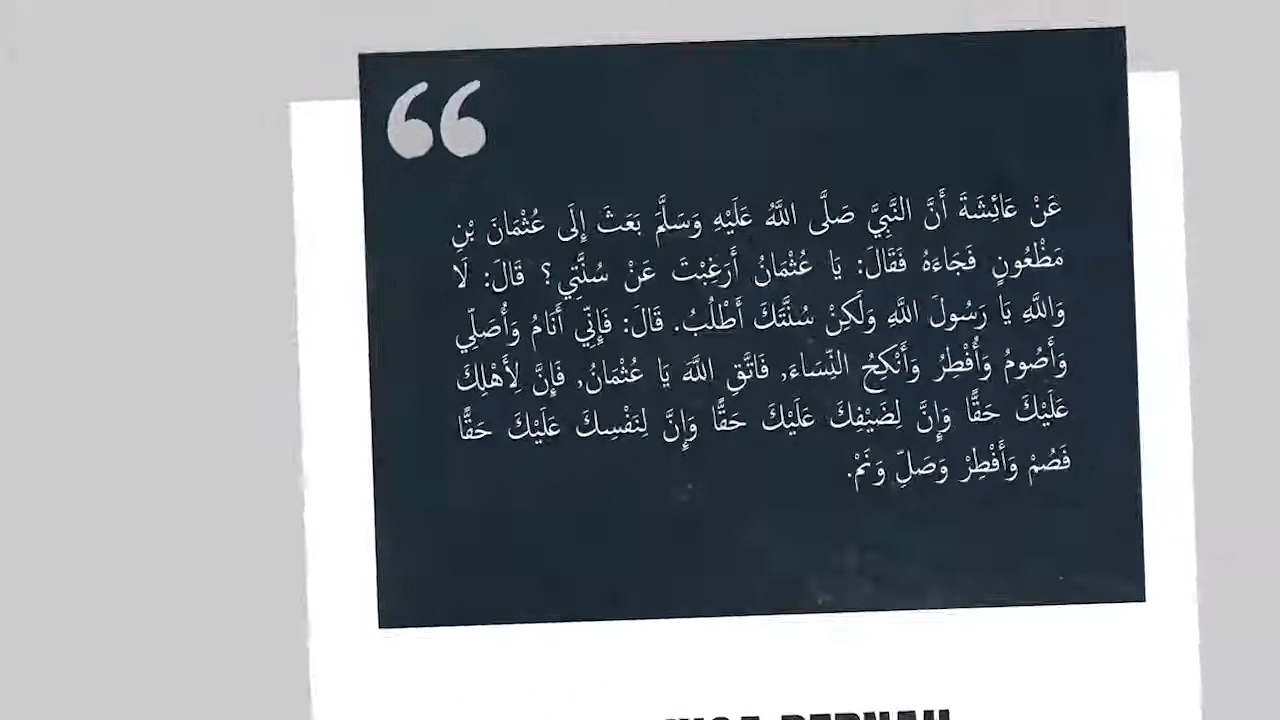 عَنْ عَائِشَةَ أَنَّ النَّبِيَّ صَلَّى اللَّهُ عَلَيْهِ وَسَلَّمَ بَعَثَ إِلَى عُثْمَانَ بْنِ
مَظْعُونٍ فَجَاءَهُ فَقَالَ: يَا عُثْمَانُ أَرَغِبْتَ عَنْ سُنَّتِي؟ قَالَ: لَا
وَاللَّهِ يَا رَسُولَ اللَّهِ وَلَكِنْ سُنَّتَكَ أَطْلُبُ. قَالَ: فَإِنِّي أَنَامُ وَأُصَلِّي
وَأَصُومُ وَأُفْطِرُ وَأَنْكِحُ النِّسَاءَ, فَاتَّقِ اللَّهَ يَا عُثْمَانُ, فَإِنَّ لِأَهْلِكَ
عَلَيْكَ حَقًّا وَإِنَّ لِضَيْفِكَ عَلَيْكَ حَقًّا وَإِنَّ لِنَفْسِكَ عَلَيْكَ حَقًّا
فَصُمْ وَأَفْطِرْ وَصَلِّ وَنَمْ.